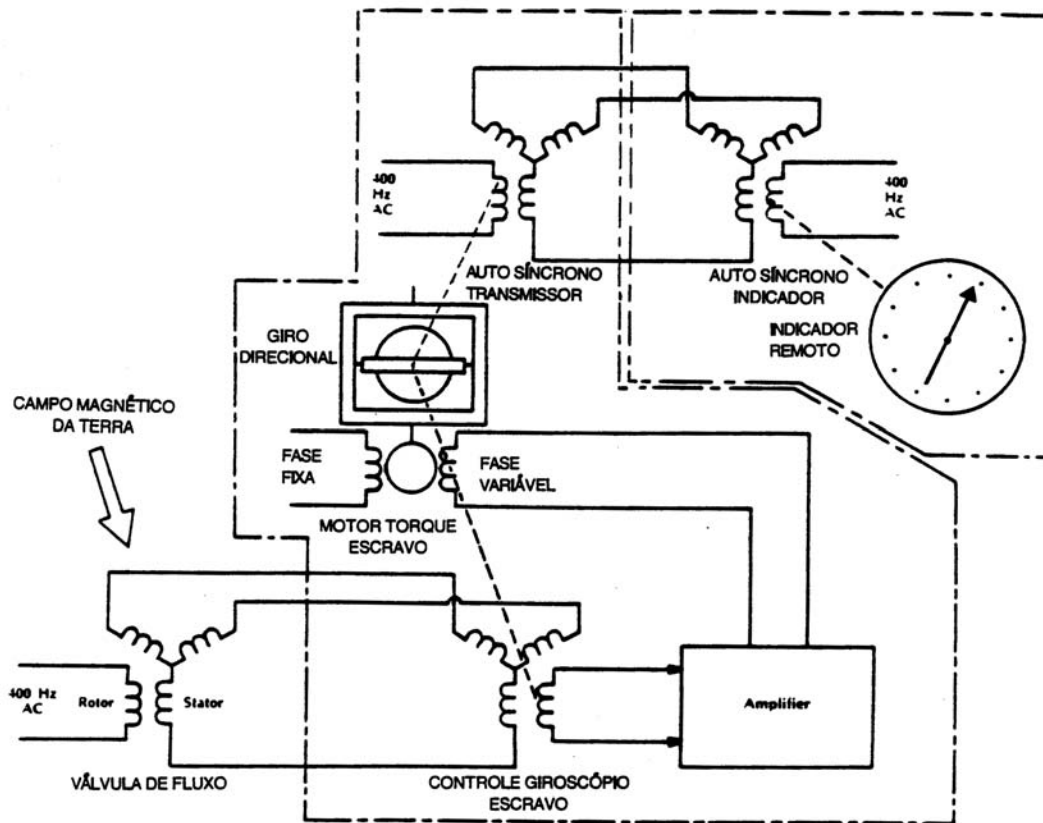 400
Hz
AC
400
Hz
AC
AUTO SÍNCRONO
TRANSMISSOR
AUTO SÍNCRONO
INDICADOR
INDICADOR
REMOTO
GIRO
DIRECIONAL
CAMPO MAGNÉTICO
DA TERRA
FASE
FIXA
FASE
VARIÁVEL
MOTOR TORQUE
ESCRAVO
400 Hz
AC
Rotor
Stator
Amplifier
VÁLVULA DE FLUXO
CONTROLE GIROSCÓPIO
ESCRAVO